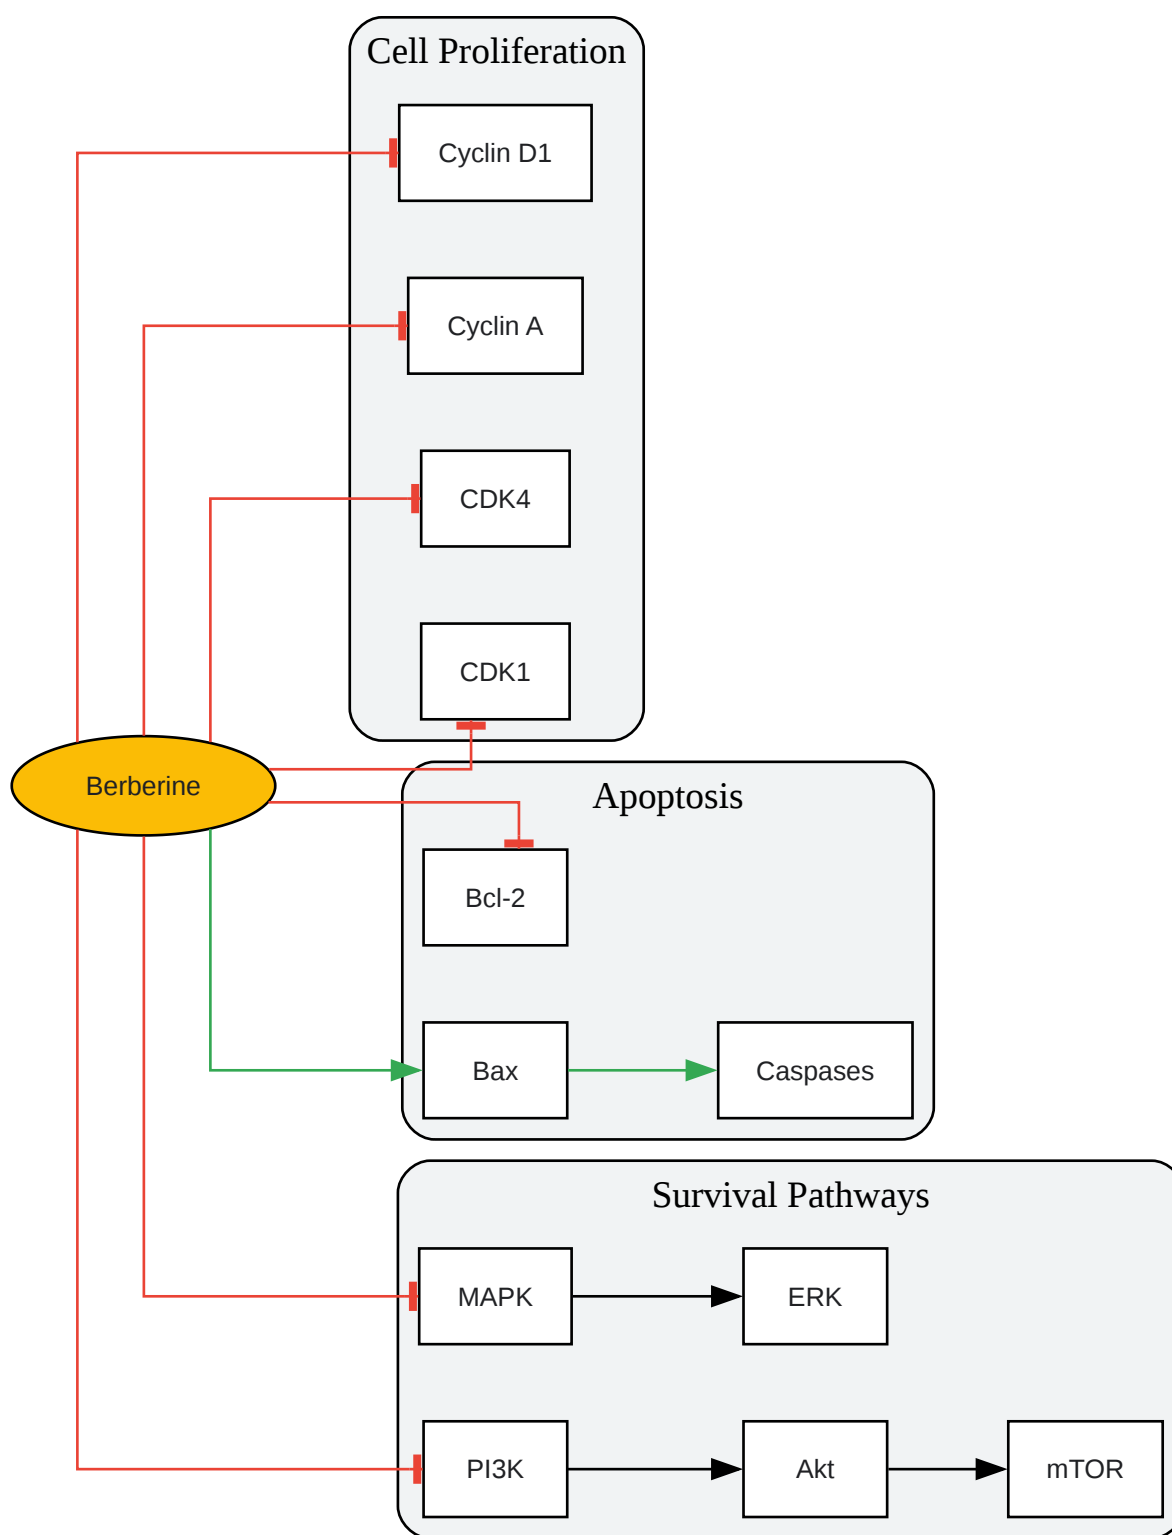 Cell Proliferation
Cyclin D1
Cyclin A
CDK4
CDK1
Berberine
Apoptosis
Bcl-2
Bax
Caspases
Survival Pathways
MAPK
ERK
PI3K
Akt
mTOR